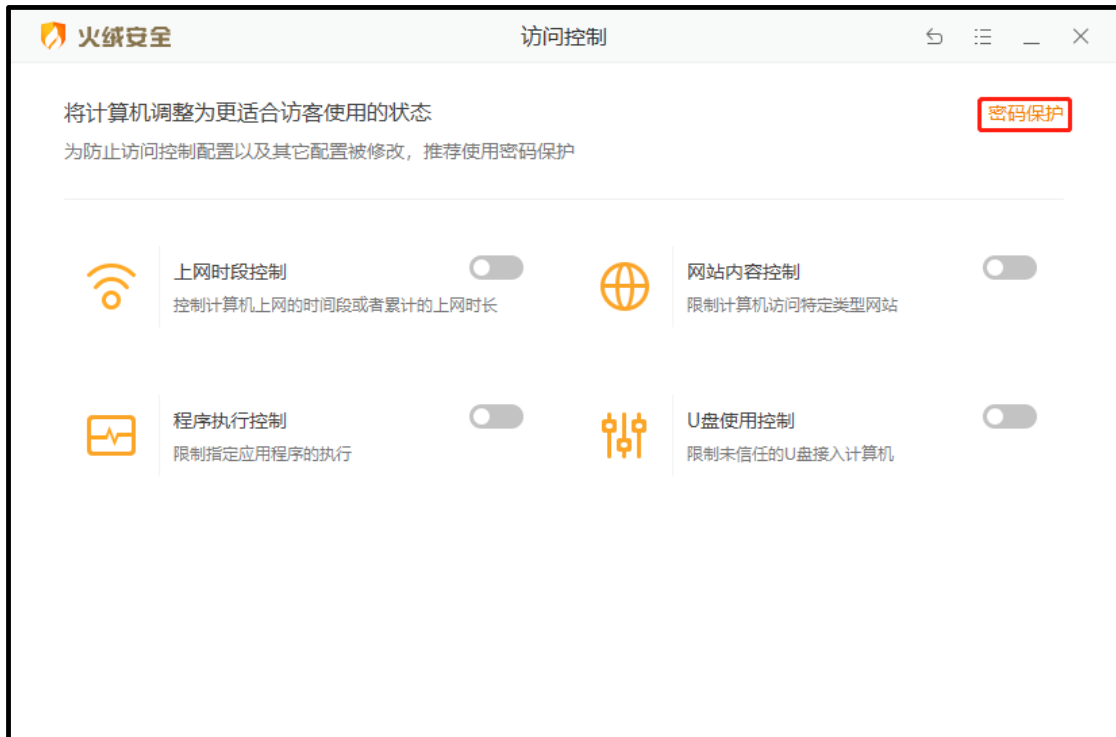 火绒安全
访问控制
将计算机调整为更适合访客使用的状态
密码保护
为防止访问控制配置以及其它配置被修改，推荐使用密码保护
上网时段控制
控制计算机上网的时间段或者累计的上网时长
网站内容控制
限制计算机访问特定类型网站
程序执行控制
限制指定应用程序的执行
U盘使用控制
限制未信任的U盘接入计算机